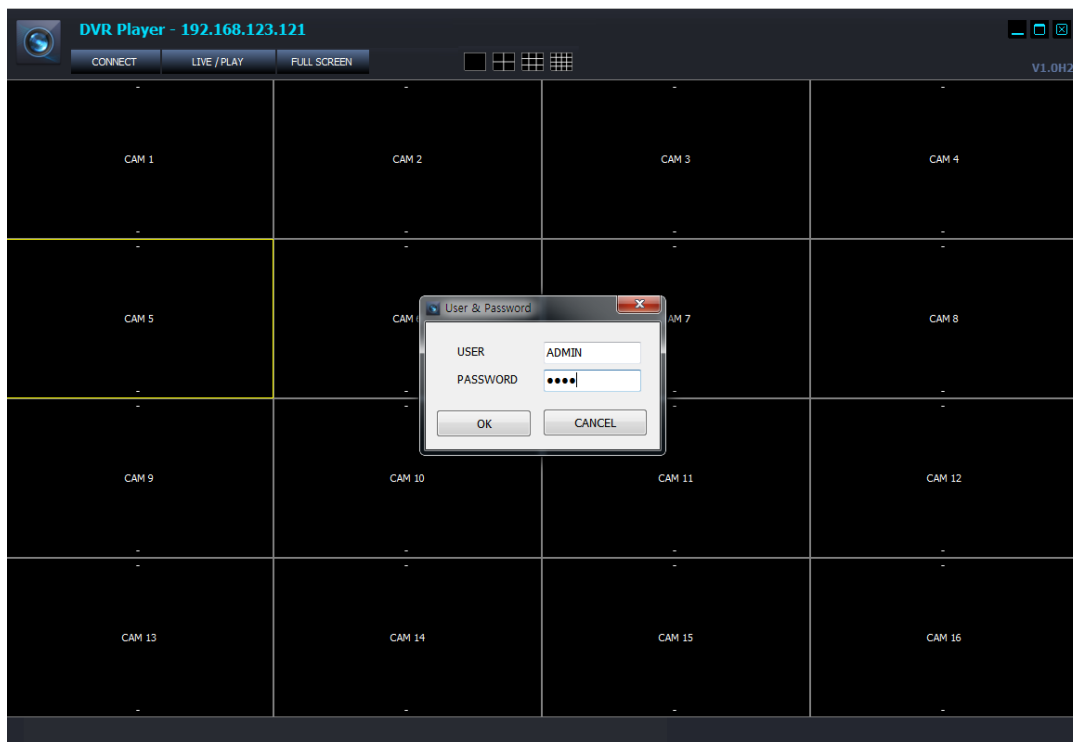 DVR Player - 192.168.123.121
CONNECT LIVE / PLAY FULL SCREEN
V1.0H2
CAM 1 CAM 2 CAM 3 CAM 4
CAM 5 CAM AM 7 CAM 8
User & Password
USER ADMIN
PASSWORD ••••
OK CANCEL
CAM 9 CAM 10 CAM 11 CAM 12
CAM 13 CAM 14 CAM 15 CAM 16